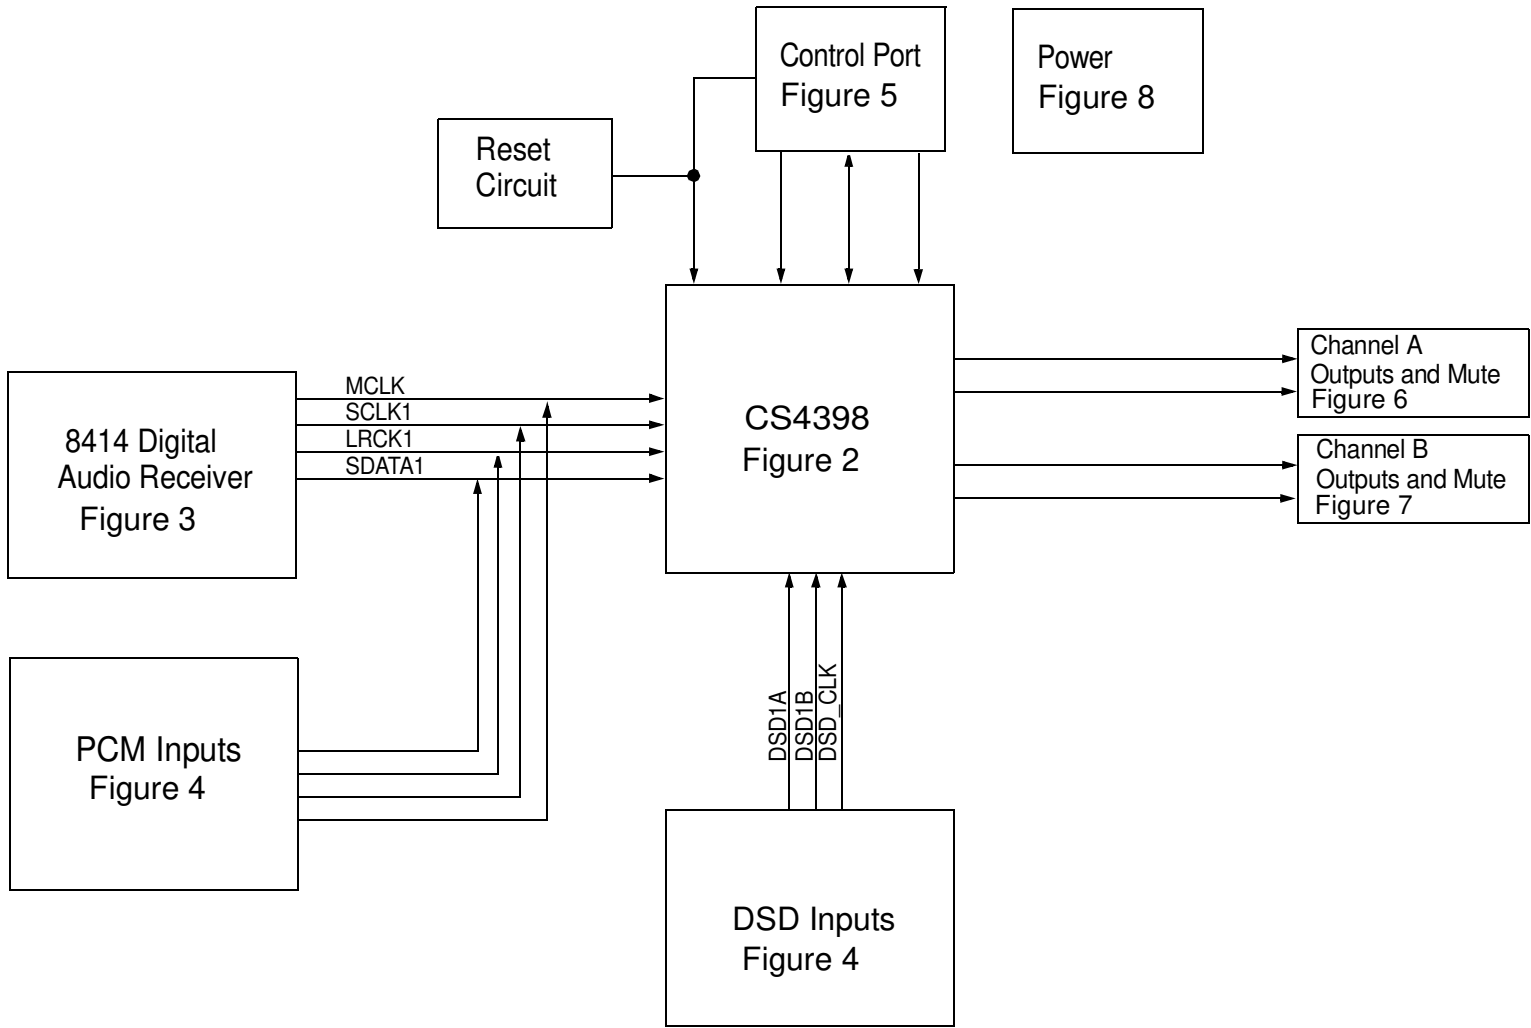 Control Port
Figure 5
Power
Figure 8
Reset
Circuit
8414 Digital
Audio Receiver
Figure 3
MCLK
SCLK1
LRCK1
SDATA1
CS4398
Figure 2
Channel A
Outputs and Mute
Figure 6
Channel B
Outputs and Mute
Figure 7
PCM Inputs
Figure 4
DSD1A
DSD1B
DSD_CLK
DSD Inputs
Figure 4